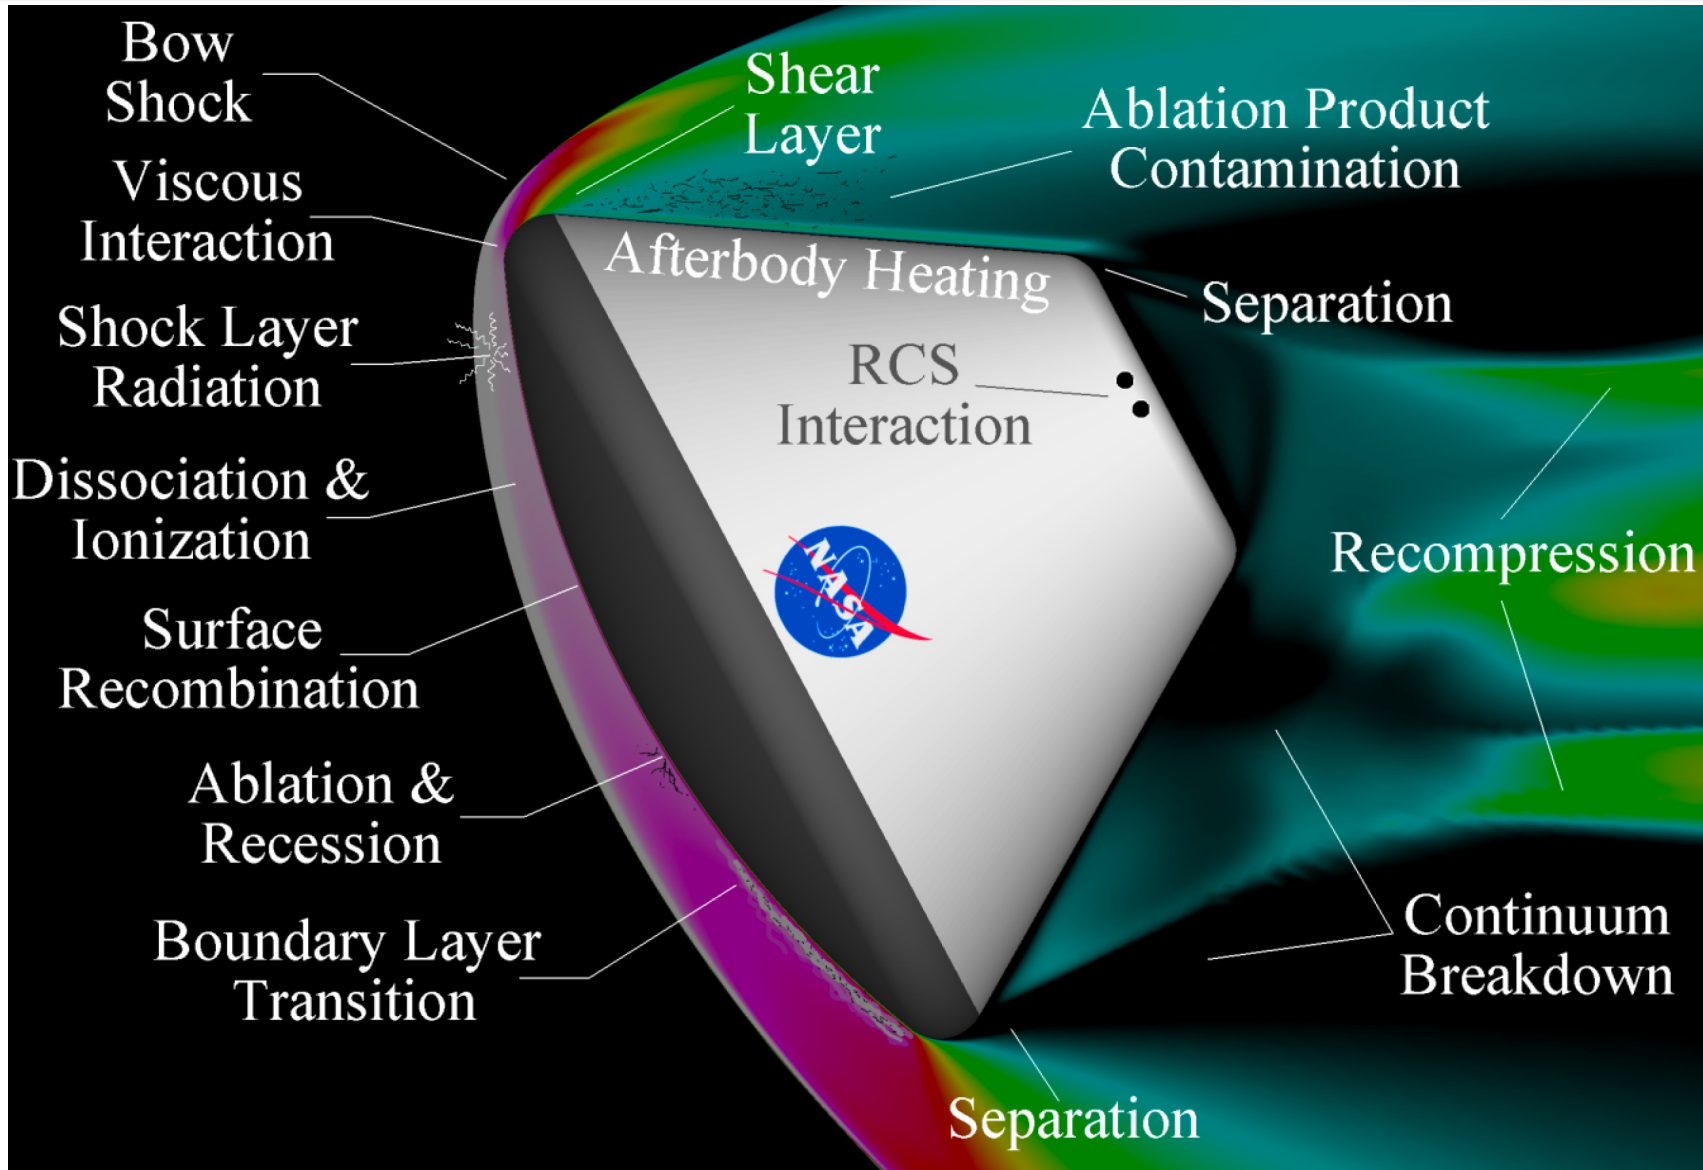 Bow
Shock
Viscous
Interaction
Shock Layer
Radiation
Dissociation &
Ionization
Surface
Recombination
Ablation &
Recession
Boundary Layer
Transition
Shear
Layer
Ablation Product
Contamination
Afterbody Heating
Separation
RCS
Interaction
NASA
Recompression
Continuum
Breakdown
Separation